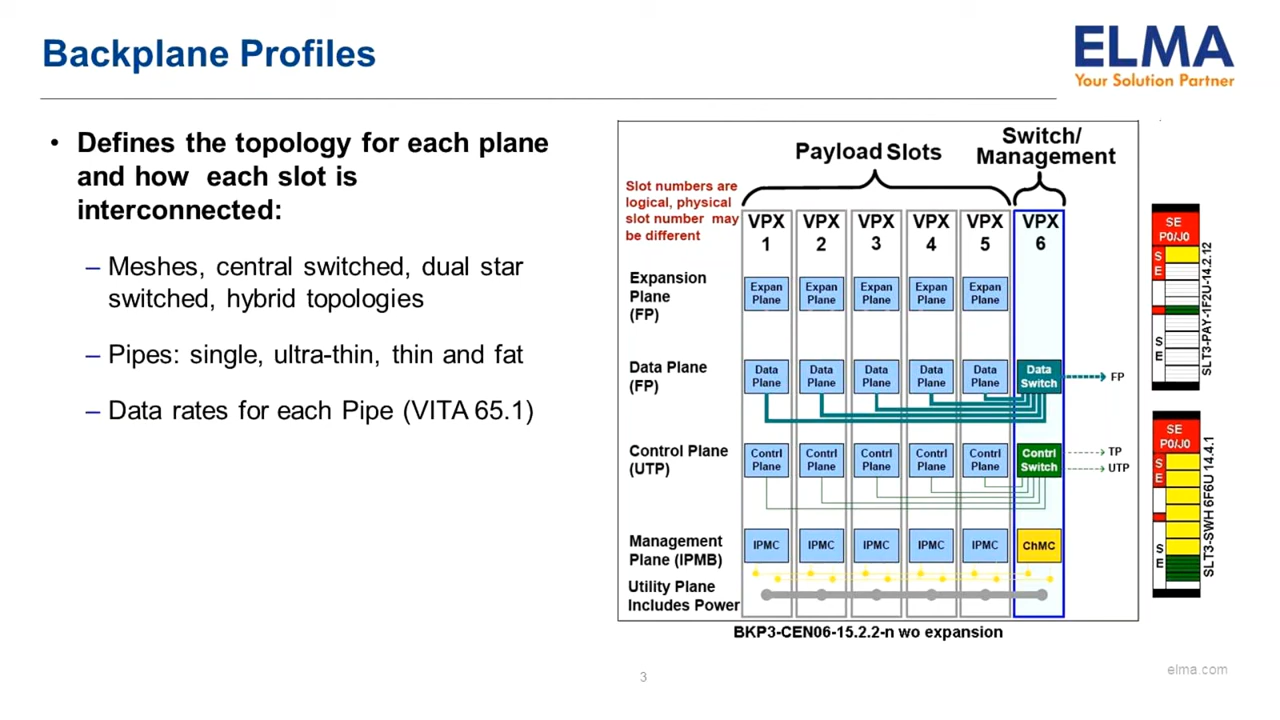 Backplane Profiles
ELMA
Your Solution Partner
• Defines the topology for each plane
and how each slot is
interconnected:
– Meshes, central switched, dual star
switched, hybrid topologies
– Pipes: single, ultra-thin, thin and fat
– Data rates for each Pipe (VITA 65.1)
Payload Slots
Switch/
Management
Slot numbers are
logical, physical
slot number may
be different
VPX VPX VPX VPX VPX VPX
1 2 3 4 5 6
Expansion
Plane
(FP)
Expan Expan Expan Expan Expan
Plane Plane Plane Plane Plane
Data Plane
(FP)
Data Data Data Data Data Data
Plane Plane Plane Plane Plane Switch
FP
Control Plane
(UTP)
Contrl Contrl Contrl Contrl Contrl Contrl
Plane Plane Plane Plane Plane Switch
TP
UTP
Management
Plane (IPMB)
IPMC IPMC IPMC IPMC IPMC ChMC
Utility Plane
Includes Power
BKP3-CEN06-15.2.2-n wo expansion
SE
P0/J0
S
E
S
E
SLT3-PAY-1F2U-14.2.12
SE
P0/J0
S
E
S
E
SLT3-SWH 6F6U 14.4.1
3
elma.com